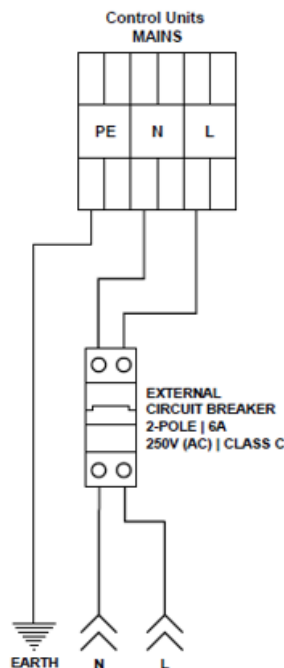 Control Units
MAINS
PE N L
EXTERNAL
CIRCUIT BREAKER
2-POLE | 6A
250V (AC) | CLASS C
EARTH N L